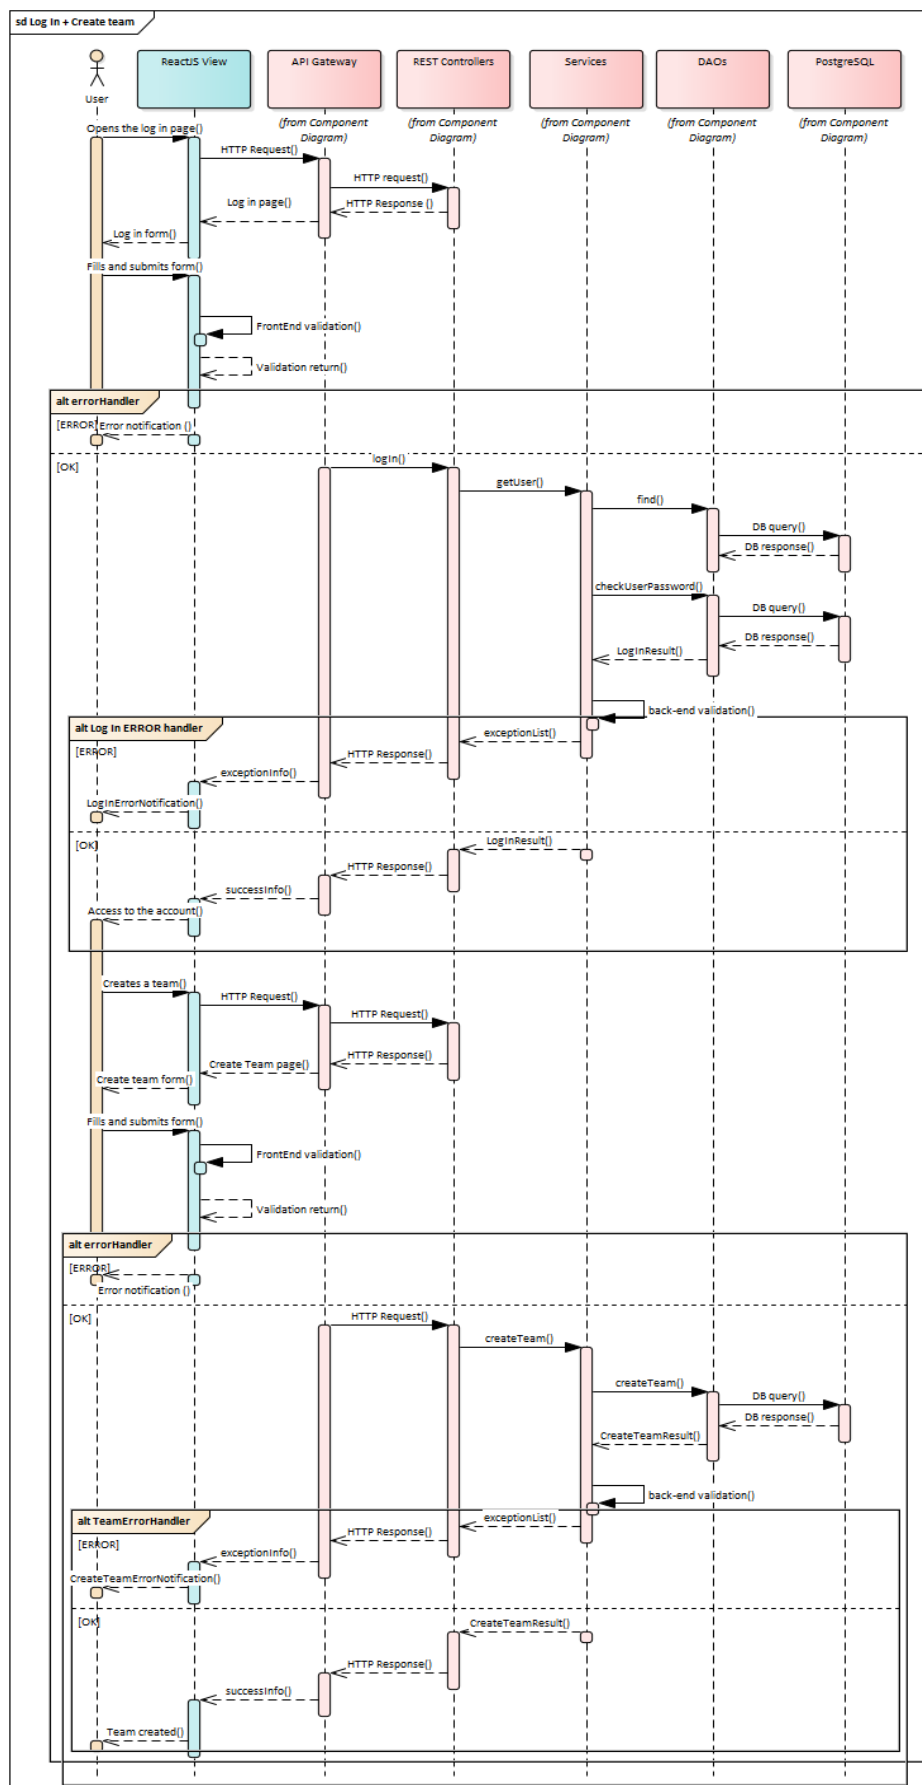 sd Log In + Create team
ReactJS View
API Gateway
REST Controllers
Services
DAOs
PostgreSQL
User
(from Component
Diagram)
(from Component
Diagram)
(from Component
Diagram)
(from Component
Diagram)
(from Component
Diagram)
Opens the log in page()
HTTP Request()
HTTP request()
Log in page()
HTTP Response ()
Log in form()
Fills and submits form()
FrontEnd validation()
Validation return()
alt errorHandler
[ERROR]
Error notification ()
[OK]
logIn()
getUser()
find()
DB query()
DB response()
checkUserPassword()
DB query()
DB response()
LogInResult()
back-end validation()
alt Log In ERROR handler
exceptionList()
[ERROR]
HTTP Response()
exceptionInfo()
LogInErrorNotification()
[OK]
LogInResult()
HTTP Response()
successInfo()
Access to the account()
Creates a team()
HTTP Request()
HTTP Request()
HTTP Response()
Create Team page()
Create team form()
Fills and submits form()
FrontEnd validation()
Validation return()
alt errorHandler
[ERROR]
Error notification ()
[OK]
HTTP Request()
createTeam()
createTeam()
DB query()
DB response()
CreateTeamResult()
back-end validation()
alt TeamErrorHandler
exceptionList()
HTTP Response()
[ERROR]
exceptionInfo()
CreateTeamErrorNotification()
[OK]
CreateTeamResult()
HTTP Response()
successInfo()
Team created()